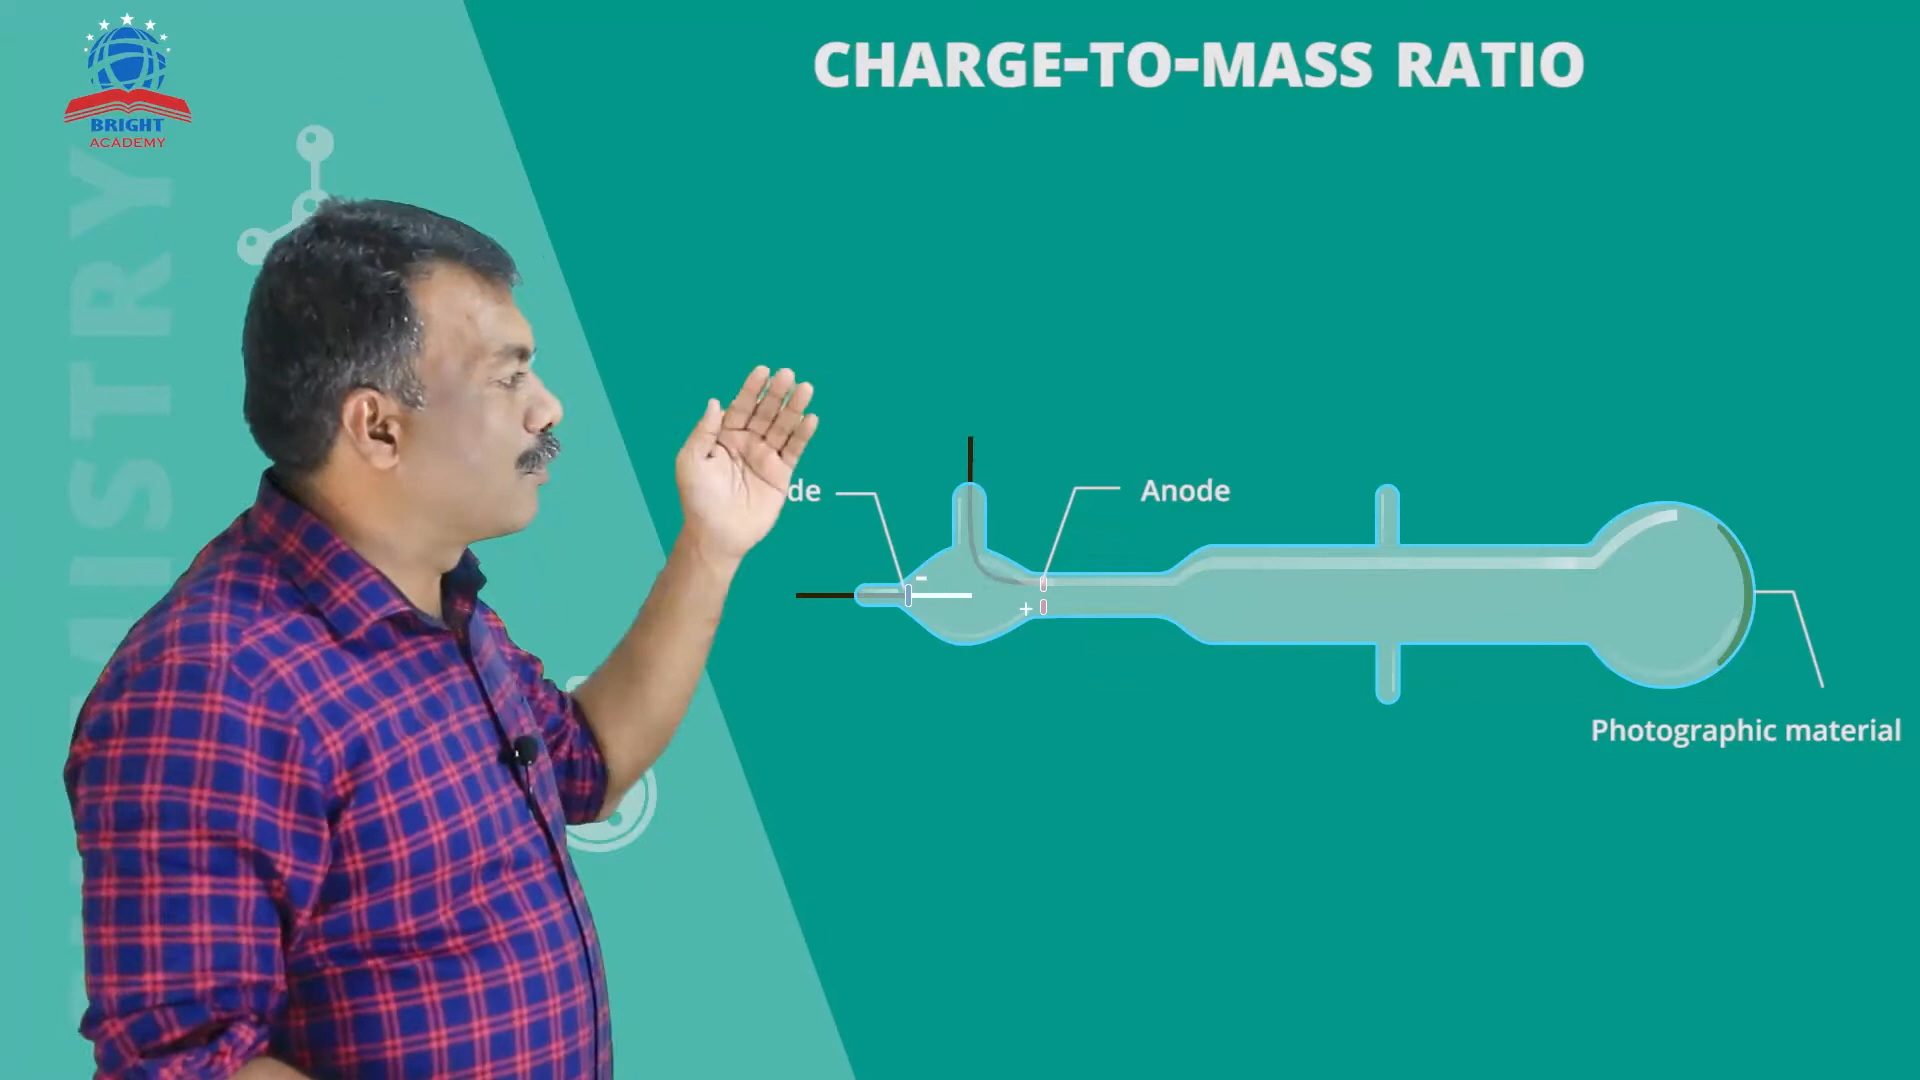 BRIGHT
ACADEMY
CHARGE-TO-MASS RATIO
de
Anode
-
+
Photographic material